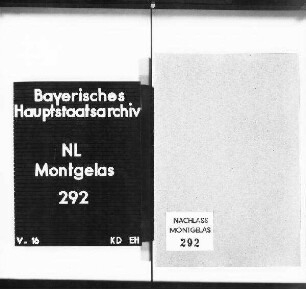 Bayerisches
Hauptstaatsarchiv
NL
Montgelas
292
V. 16 KD EH
NACHLASS
MONTGELAS
292